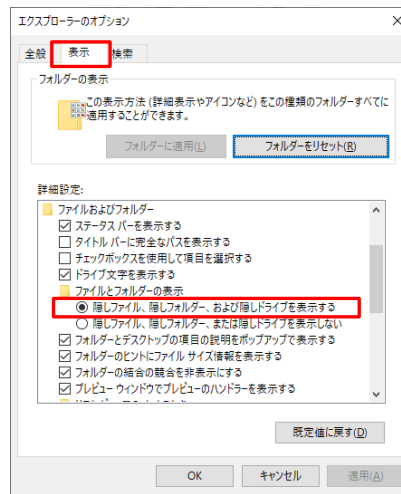 エクスプローラーのオプション
全般 表示 検索
フォルダーの表示
この表示方法 (詳細表示やアイコンなど) をこの種類のフォルダーすべてに
適用することができます。
フォルダーに適用(L) フォルダーをリセット(R)
詳細設定:
ファイルおよびフォルダー
ステータス バーを表示する
タイトル バーに完全なパスを表示する
チェックボックスを使用して項目を選択する
ドライブ文字を表示する
ファイルとフォルダーの表示
隠しファイル、隠しフォルダー、および隠しドライブを表示する
隠しファイル、隠しフォルダー、または隠しドライブを表示しない
フォルダーとデスクトップの項目の説明をポップアップで表示する
フォルダーのヒントにファイル サイズ情報を表示する
フォルダーの結合の競合を非表示にする
プレビュー ウィンドウでプレビューのハンドラーを表示する
既定値に戻す(D)
OK キャンセル 適用(A)